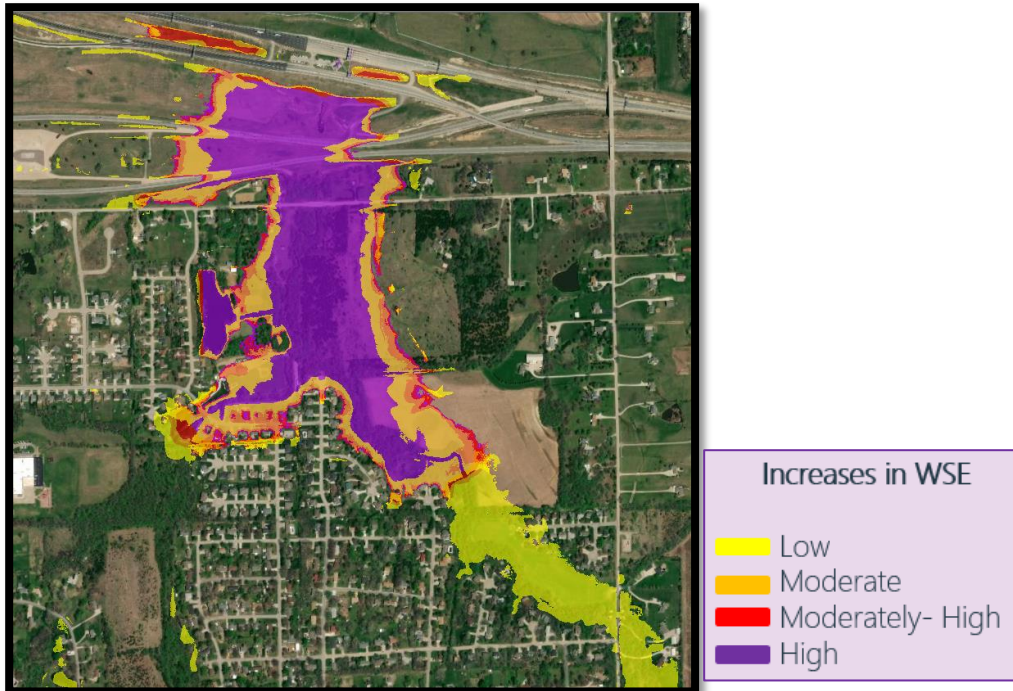 Increases in WSE
Low
Moderate
Moderately- High
High